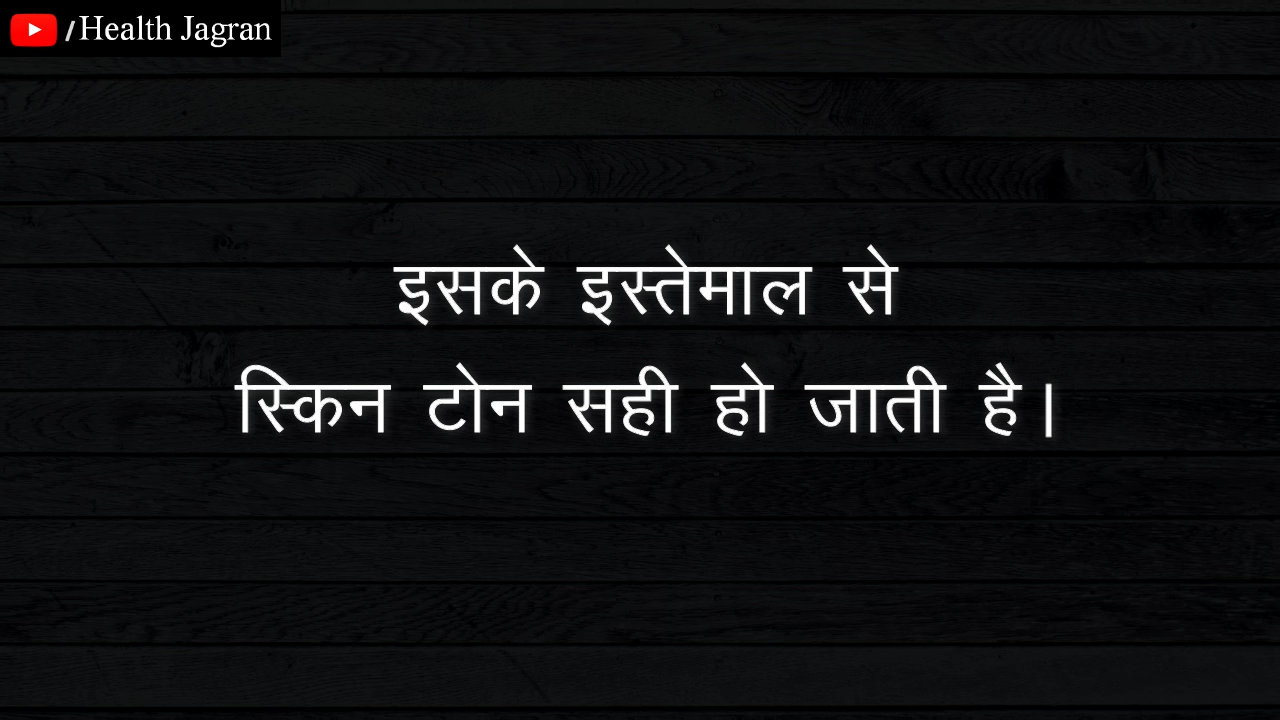 /Health Jagran
इसके इस्तेमाल से
स्किन टोन सही हो जाती है।